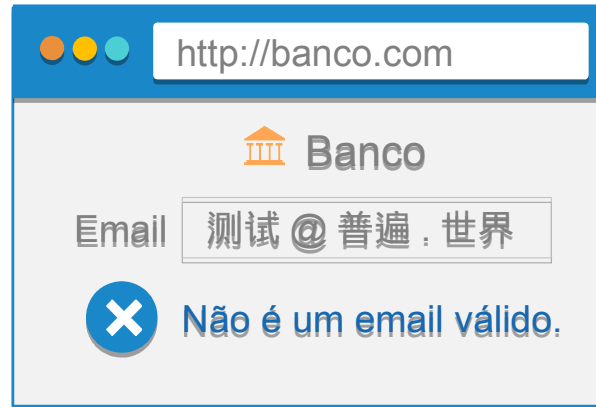 http://banco.com
Banco
Email 测试 @ 普遍 . 世界
Não é um email válido.